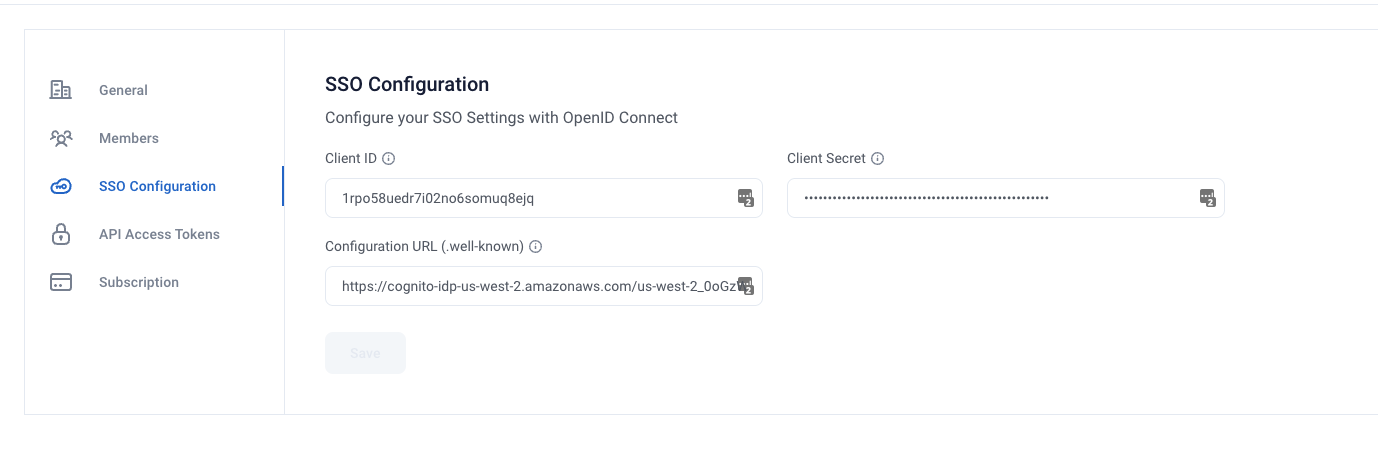 General
Members
SSO Configuration
API Access Tokens
Subscription
SSO Configuration
Configure your SSO Settings with OpenID Connect
Client ID
Client Secret
1rpo58uedr7i02no6somuq8ejq
••••••••••••••••••••••••••••••••••••••••••••••••••••
Configuration URL (.well-known)
https://cognito-idp-us-west-2.amazonaws.com/us-west-2_0oGz
Save